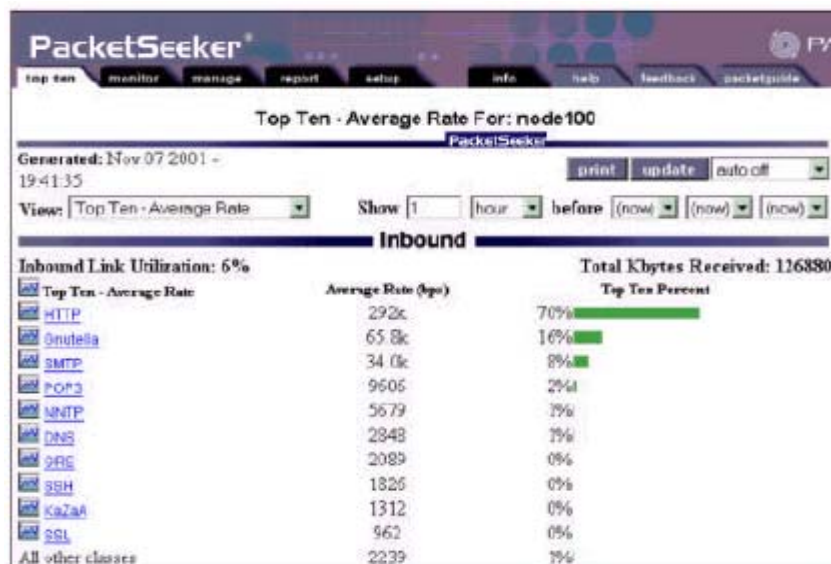 PacketSeeker®
top ten monitor manage report setup info help feedback packetguide
Top Ten - Average Rate For: node100
PacketSeeker
Generated: Nov 07 2001 -
19:41:35
print update auto off
View: Top Ten - Average Rate Show 1 hour before (now) (now) (now)
Inbound
Inbound Link Utilization: 6% Total Kbytes Received: 126880
Top Ten - Average Rate Average Rate (bps) Top Ten Percent
HTTP 292k 70%
Gnutella 65.8k 16%
SMTP 34.0k 8%
POP3 9606 2%
NNTP 5679 1%
DNS 2848 1%
GRE 2089 0%
SSH 1826 0%
KaZaA 1312 0%
SSL 962 0%
All other classes 2239 1%